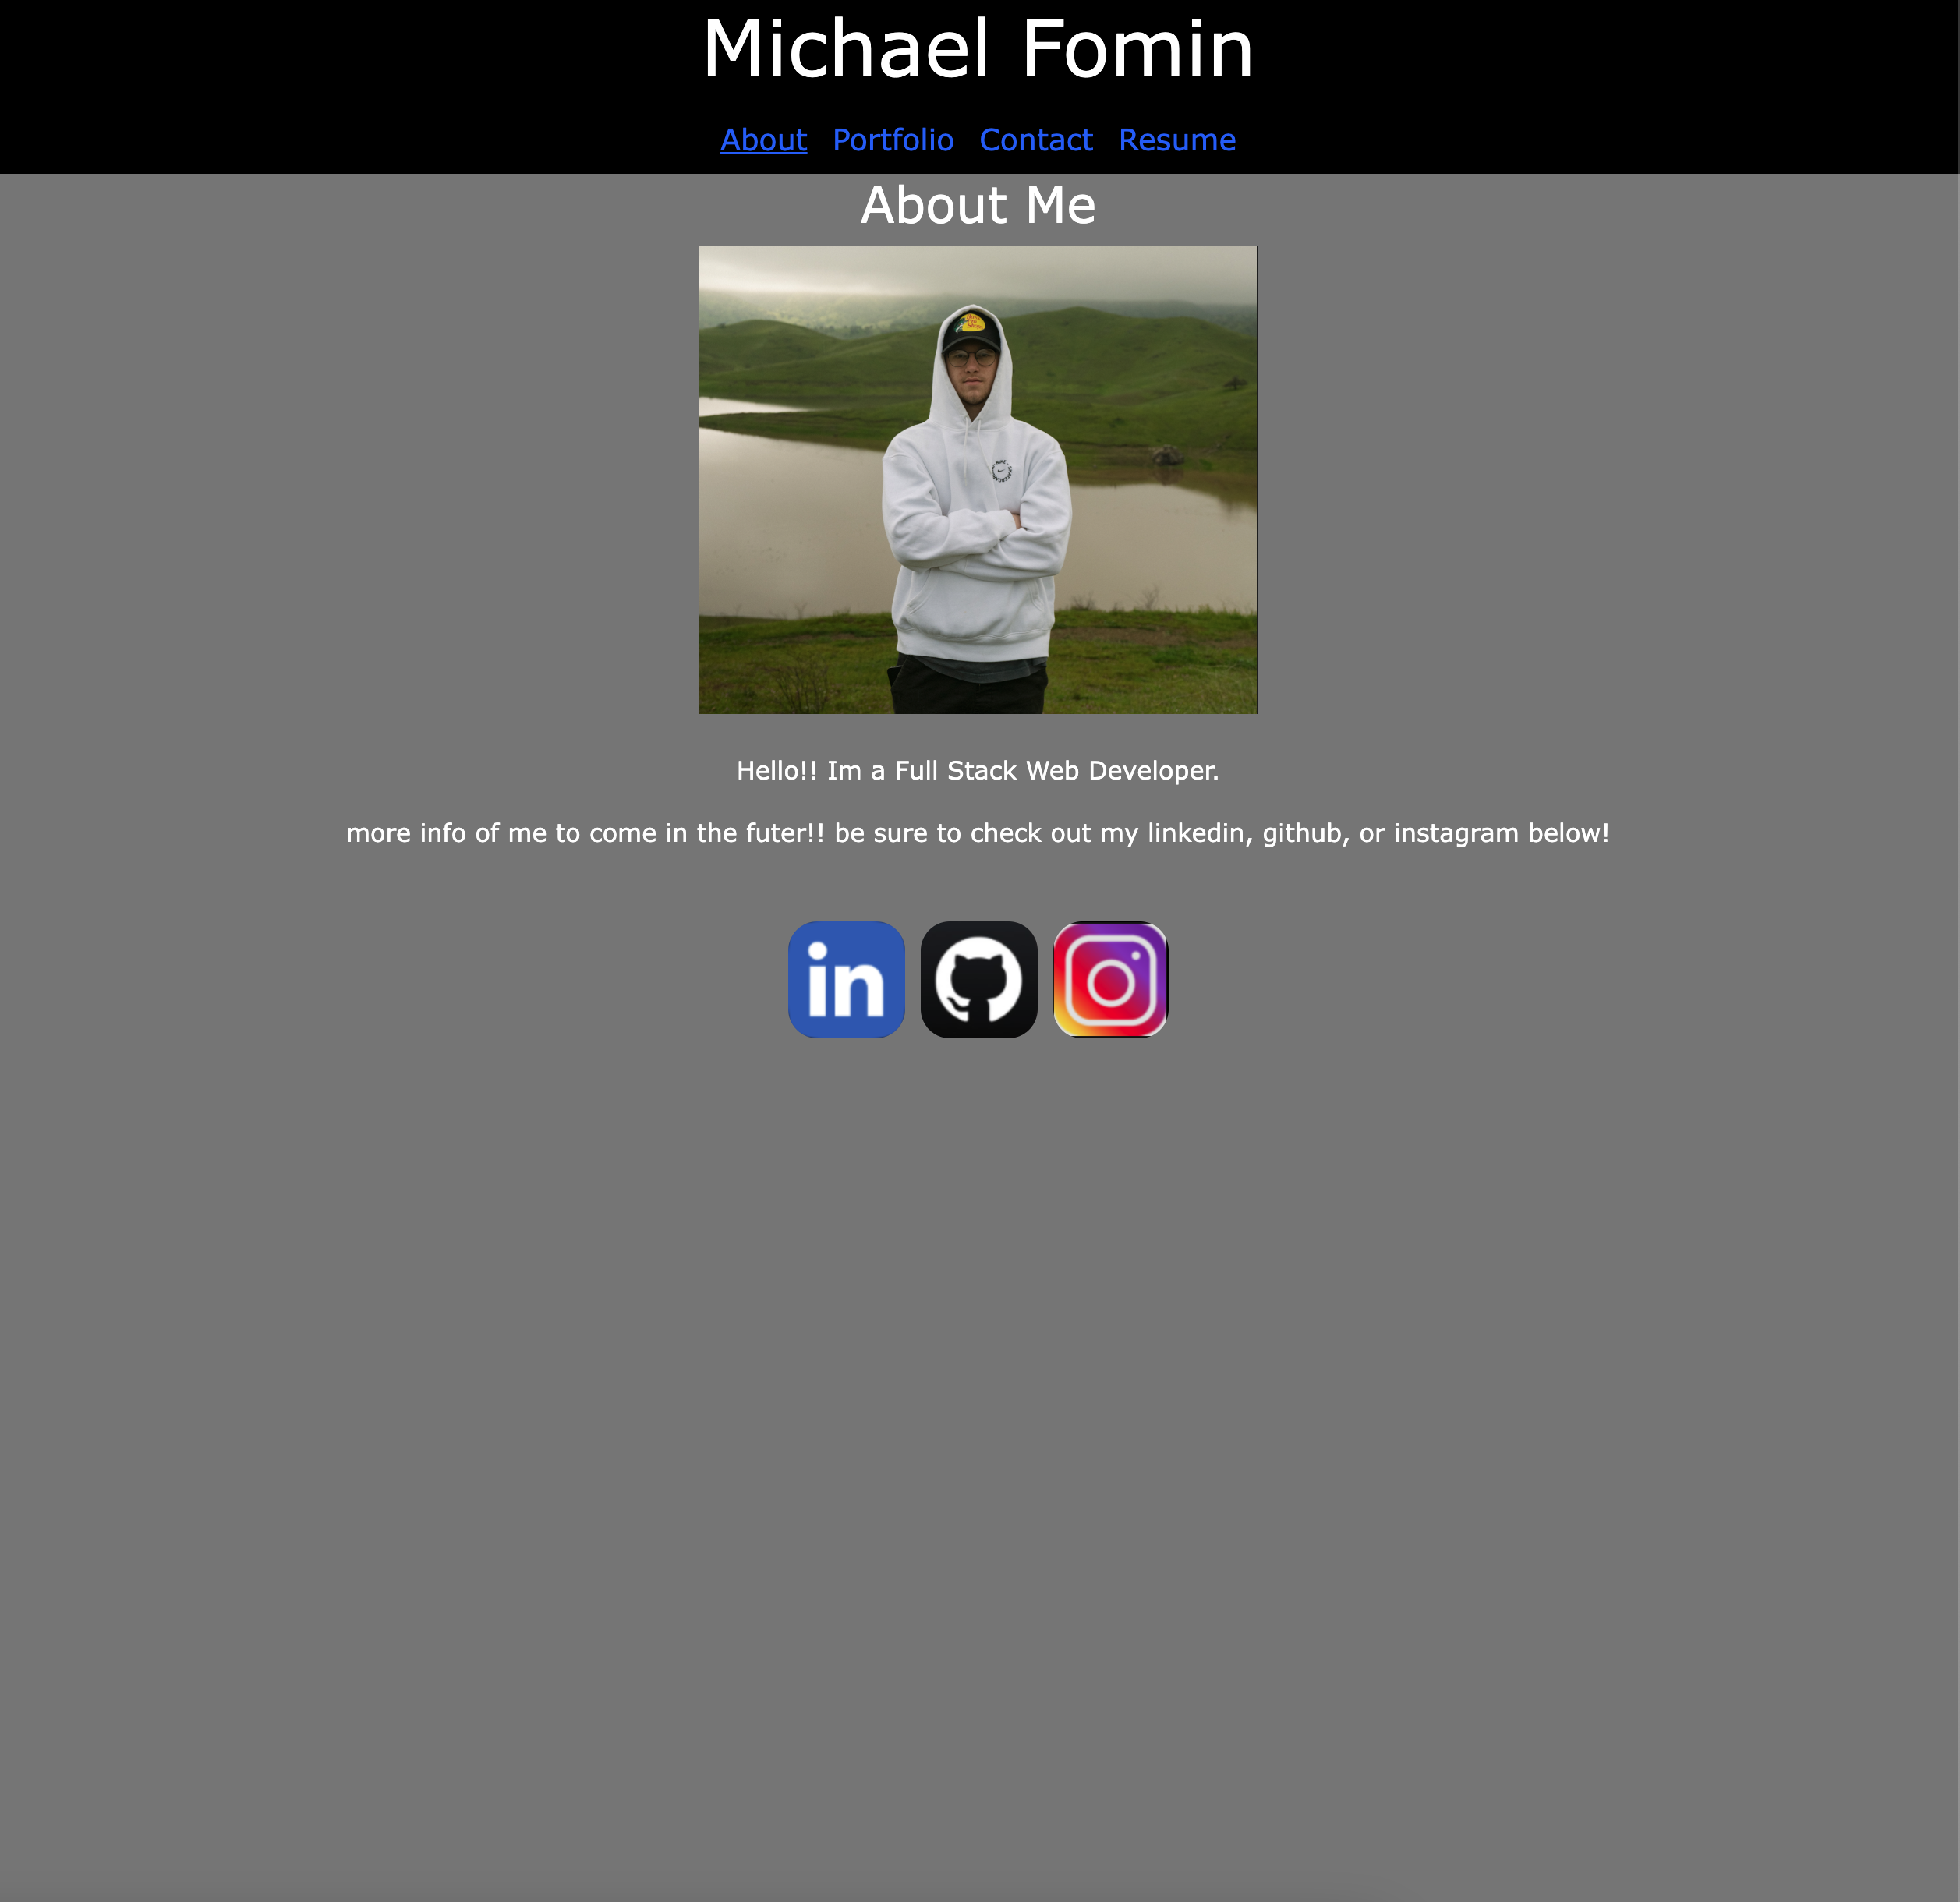 Michael Fomin
About Portfolio Contact Resume
About Me
Hello!! Im a Full Stack Web Developer.
more info of me to come in the futer!! be sure to check out my linkedin, github, or instagram below!
in